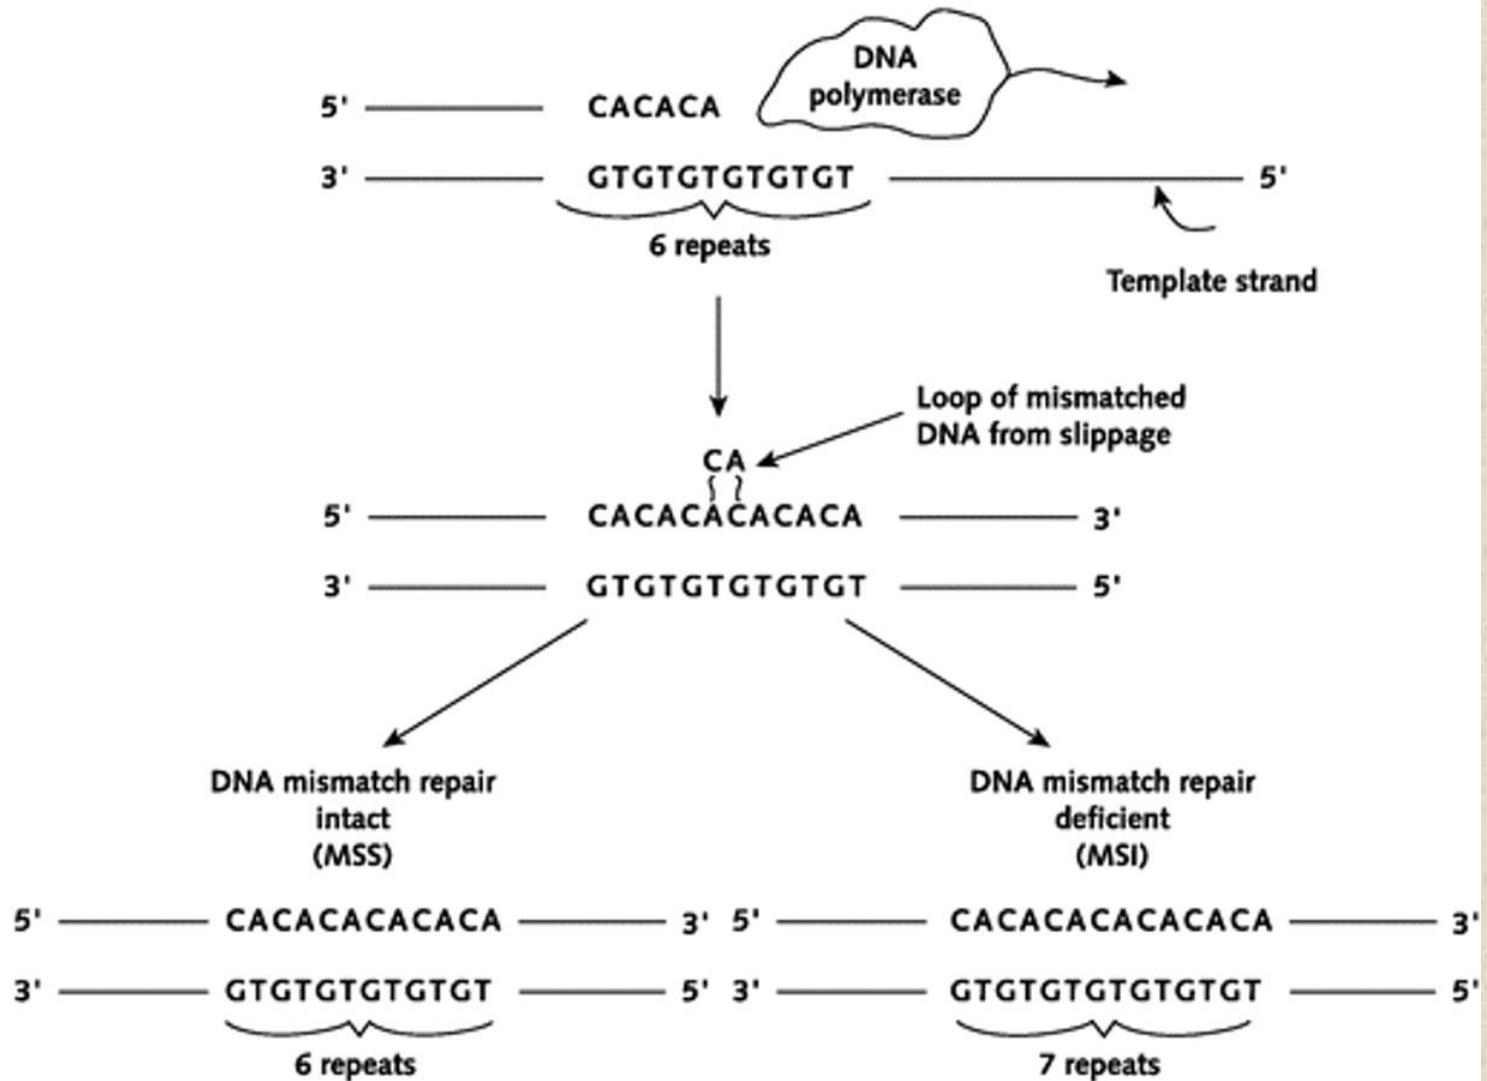 DNA
polymerase
5' CACACA
3' GTGTGTGTGTGT 5'
6 repeats
Template strand
Loop of mismatched
DNA from slippage
CA
5' CACACACACACA 3'
3' GTGTGTGTGTGT 5'
DNA mismatch repair
intact
(MSS)
DNA mismatch repair
deficient
(MSI)
5' CACACACACACA 3' 5' CACACACACACACA 3'
3' GTGTGTGTGTGT 5' 3' GTGTGTGTGTGTGT 5'
6 repeats
7 repeats